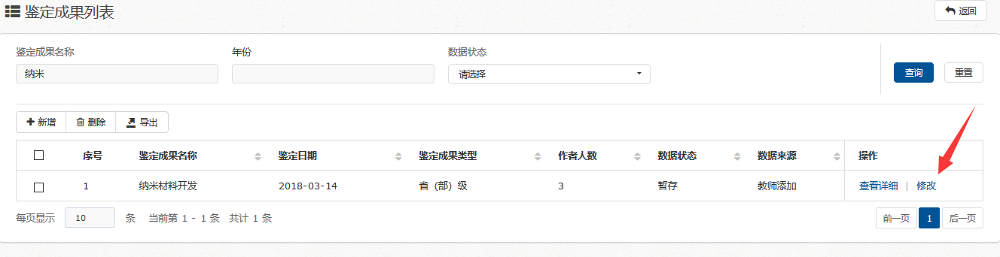 鉴定成果列表 返回
鉴定成果名称 年份 数据状态
纳米 请选择 查询 重置
新增 删除 导出
序号 鉴定成果名称 鉴定日期 鉴定成果类型 作者人数 数据状态 数据来源 操作
1 纳米材料开发 2018-03-14 省（部）级 3 暂存 教师添加 查看详细 | 修改
每页显示 10 条 当前第 1 - 1 条 共计 1 条 前一页 1 后一页